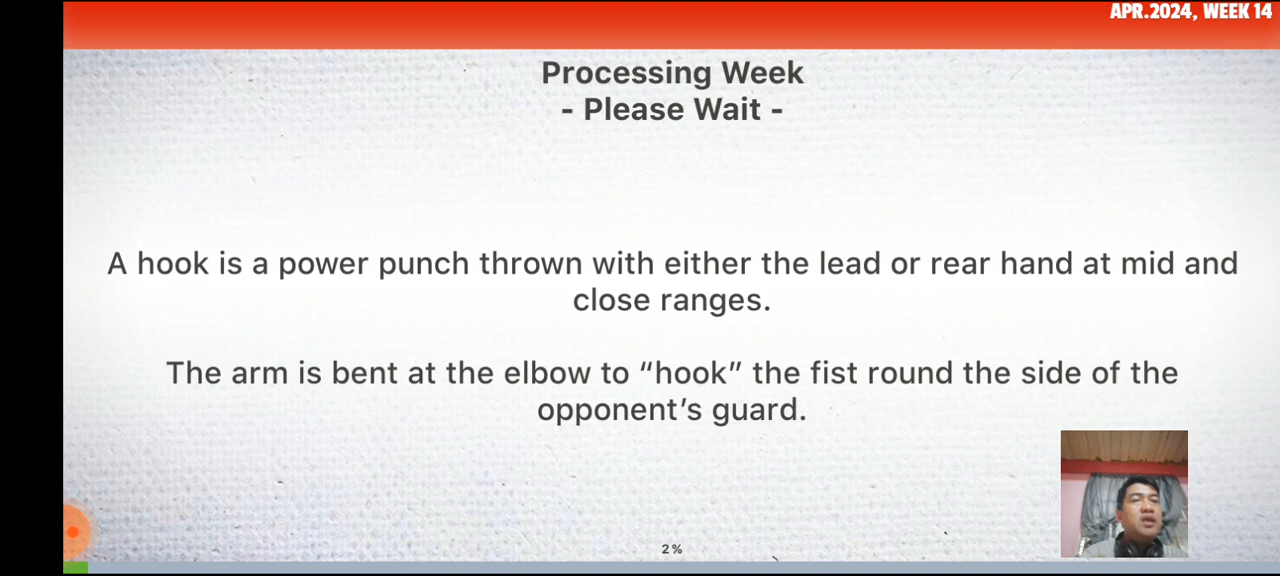 APR.2024, WEEK 14
Processing Week
- Please Wait -
A hook is a power punch thrown with either the lead or rear hand at mid and
close ranges.
The arm is bent at the elbow to “hook” the fist round the side of the
opponent’s guard.
2%